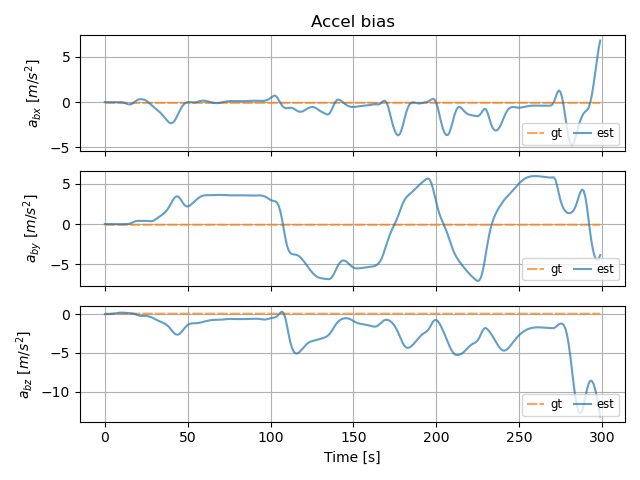 Accel bias
a_bx [m/s²]
5
0
−5
gt est
a_by [m/s²]
5
0
−5
gt est
a_bz [m/s²]
0
−5
−10
gt est
0 50 100 150 200 250 300
Time [s]